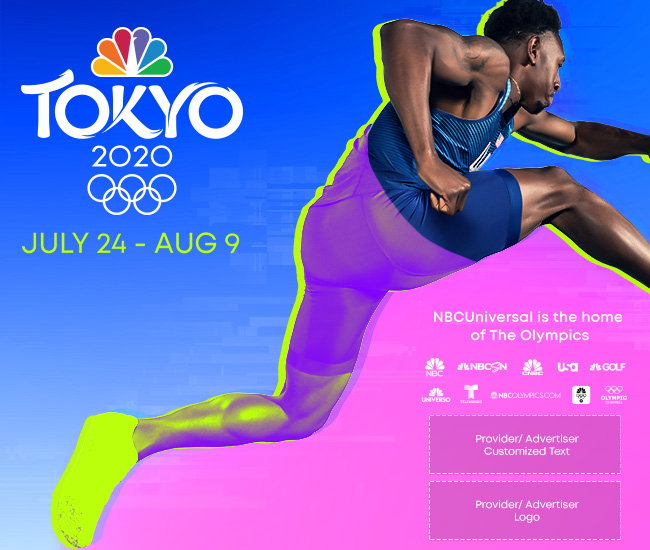 TOKYO
2020
JULY 24 - AUG 9
NBCUniversal is the home
of The Olympics
NBC NBCSN CNBC USA GOLF
UNIVERSO TELEMUNDO NBCOLYMPICS.COM OLYMPIC
CHANNEL
Provider/ Advertiser
Customized Text
Provider/ Advertiser
Logo